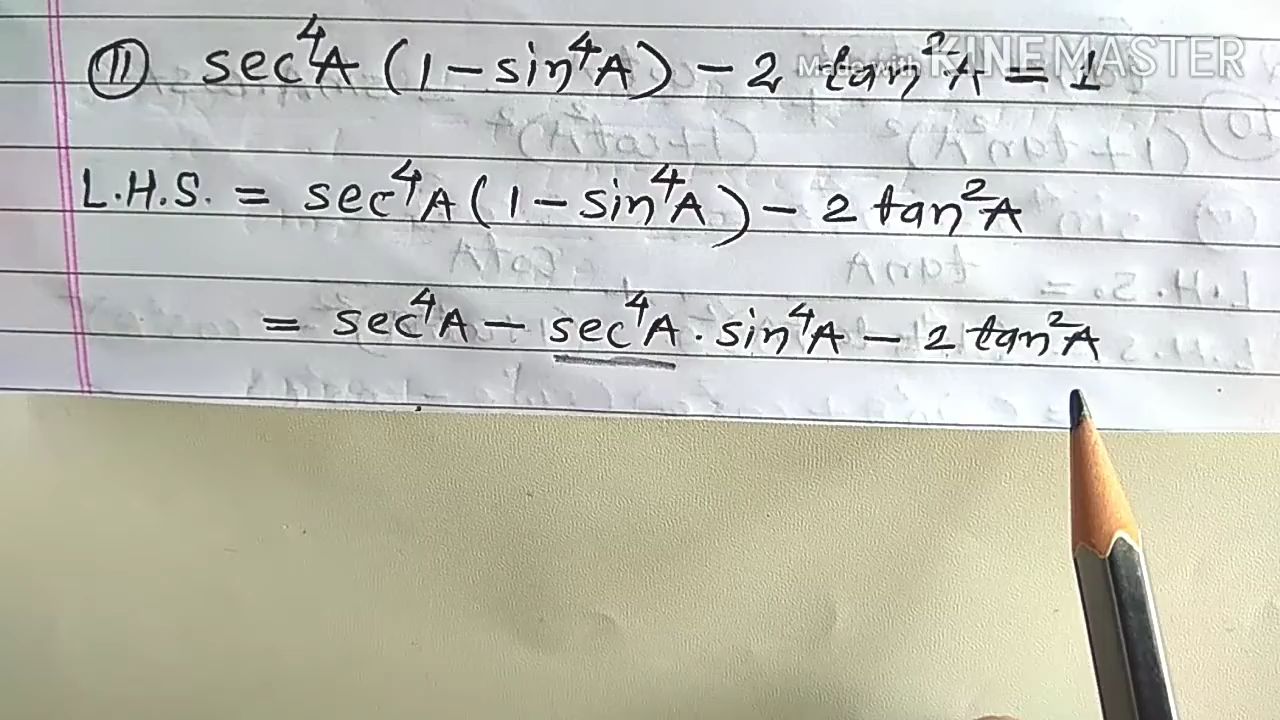 11 sec⁴A (1 - sin⁴A) - 2 tan²A = 1
Made with KINEMASTER
L.H.S. = sec⁴A (1 - sin⁴A) - 2 tan²A
= sec⁴A - sec⁴A . sin⁴A - 2 tan²A